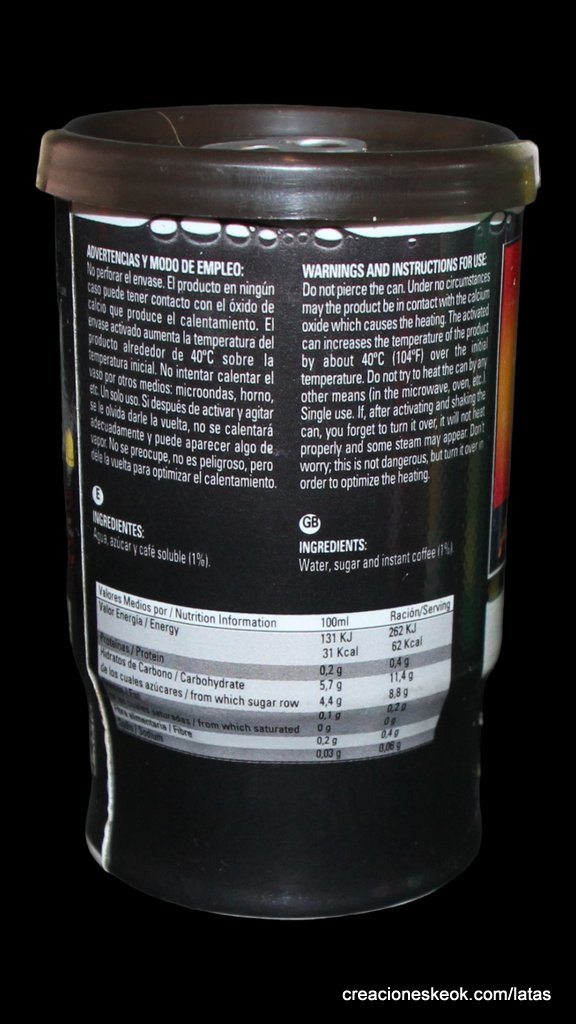 ADVERTENCIAS Y MODO DE EMPLEO:
No perforar el envase. El producto en ningún
caso puede tener contacto con el óxido de
calcio que produce el calentamiento. El
envase activado aumenta la temperatura del
producto alrededor de 40ºC sobre la
temperatura inicial. No intentar calentar el
vaso por otros medios: microondas, horno,
etc. Un solo uso. Si después de activar y agitar
se le olvida darle la vuelta, no se calentará
adecuadamente y puede aparecer algo de
vapor. No se preocupe, no es peligroso, pero
dele la vuelta para optimizar el calentamiento.
E
INGREDIENTES:
Agua, azúcar y café soluble (1%).
WARNINGS AND INSTRUCTIONS FOR USE:
Do not pierce the can. Under no circumstances
may the product be in contact with the calcium
oxide which causes the heating. The activated
can increases the temperature of the product
by about 40ºC (104ºF) over the initial
temperature. Do not try to heat the can by any
other means (in the microwave, oven, etc.).
Single use. If, after activating and shaking the
can, you forget to turn it over, it will not heat
properly and some steam may appear. Don't
worry; this is not dangerous, but turn it over in
order to optimize the heating.
GB
INGREDIENTS:
Water, sugar and instant coffee (1%)
Valores Medios por / Nutrition Information 100ml Ración/Serving
Valor Energía / Energy 131 KJ 262 KJ
31 Kcal 62 Kcal
Proteínas / Protein 0,2 g 0,4 g
Hidratos de Carbono / Carbohydrate 5,7 g 11,4 g
de los cuales azúcares / from which sugar row 4,4 g 8,8 g
/ Fat 0,1 g 0,2 g
saturadas / from which saturated 0 g 0 g
Fibra alimentaria / Fibre 0,2 g 0,4 g
Sodio / Sodium 0,03 g 0,06 g
creacioneskeok.com/latas